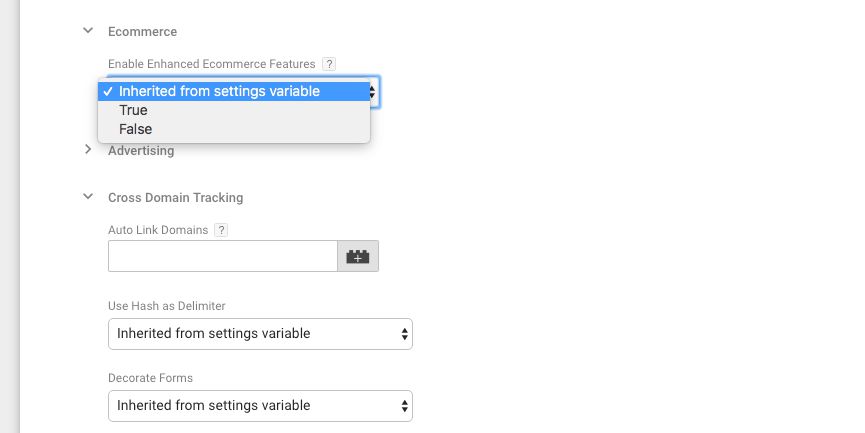 Ecommerce
Enable Enhanced Ecommerce Features ?
✓ Inherited from settings variable
True
False
Advertising
Cross Domain Tracking
Auto Link Domains ?
Use Hash as Delimiter
Inherited from settings variable
Decorate Forms
Inherited from settings variable